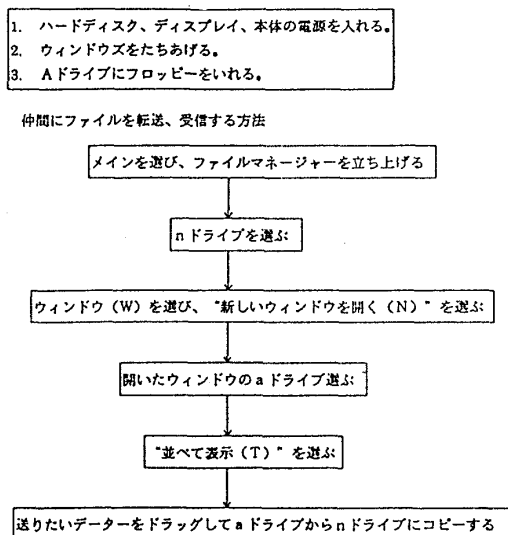 1. ハードディスク、ディスプレイ、本体の電源を入れる。
2. ウィンドウズをたちあげる。
3. Aドライブにフロッピーをいれる。
仲間にファイルを転送、受信する方法
メインを選び、ファイルマネージャーを立ち上げる
nドライブを選ぶ
ウィンドウ（W）を選び、“新しいウィンドウを開く（N）”を選ぶ
開いたウィンドウのaドライブ選ぶ
“並べて表示（T）”を選ぶ
送りたいデーターをドラッグしてaドライブからnドライブにコピーする